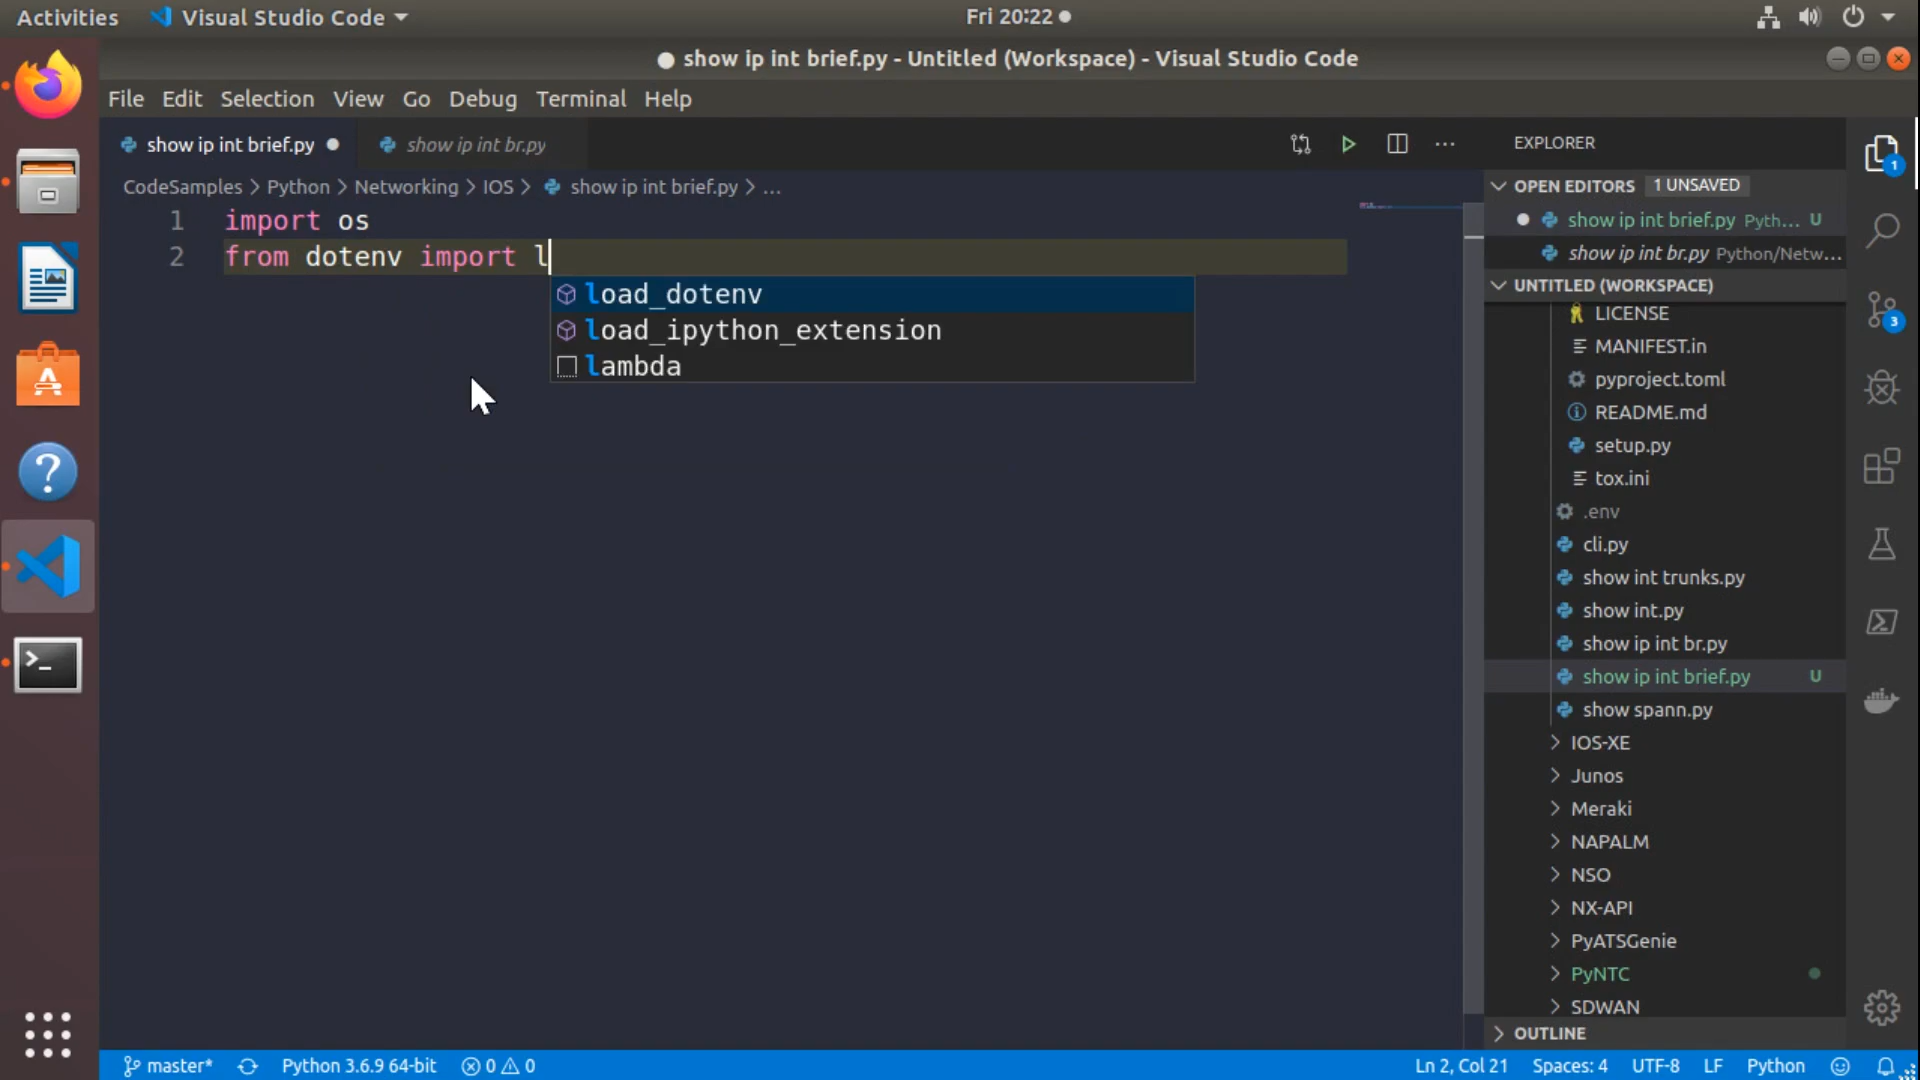 Activities Visual Studio Code Fri 20:22
show ip int brief.py - Untitled (Workspace) - Visual Studio Code
File Edit Selection View Go Debug Terminal Help
show ip int brief.py show ip int br.py
CodeSamples > Python > Networking > IOS > show ip int brief.py > ...
1 import os
2 from dotenv import l
load_dotenv
load_ipython_extension
lambda
EXPLORER
OPEN EDITORS 1 UNSAVED
show ip int brief.py Pyth... U
show ip int br.py Python/Netw...
UNTITLED (WORKSPACE)
LICENSE
MANIFEST.in
pyproject.toml
README.md
setup.py
tox.ini
.env
cli.py
show int trunks.py
show int.py
show ip int br.py
show ip int brief.py U
show spann.py
IOS-XE
Junos
Meraki
NAPALM
NSO
NX-API
PyATSGenie
PyNTC
SDWAN
OUTLINE
1
3
master* Python 3.6.9 64-bit 0 0 Ln 2, Col 21 Spaces: 4 UTF-8 LF Python